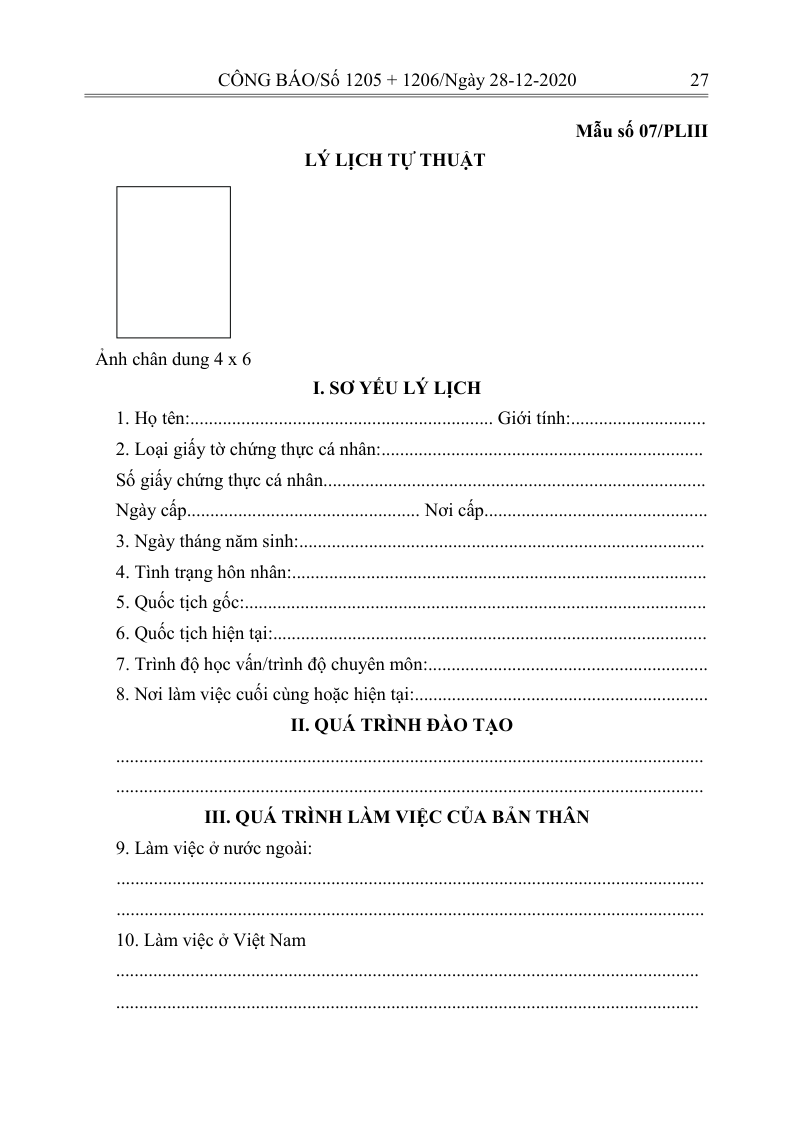 CÔNG BÁO/Số 1205 + 1206/Ngày 28-12-2020 27
Mẫu số 07/PLIII
LÝ LỊCH TỰ THUẬT
Ảnh chân dung 4 x 6
I. SƠ YẾU LÝ LỊCH
1. Họ tên:................................................................. Giới tính:.............................
2. Loại giấy tờ chứng thực cá nhân:.....................................................................
Số giấy chứng thực cá nhân..................................................................................
Ngày cấp.................................................. Nơi cấp................................................
3. Ngày tháng năm sinh:.......................................................................................
4. Tình trạng hôn nhân:.........................................................................................
5. Quốc tịch gốc:...................................................................................................
6. Quốc tịch hiện tại:.............................................................................................
7. Trình độ học vấn/trình độ chuyên môn:............................................................
8. Nơi làm việc cuối cùng hoặc hiện tại:...............................................................
II. QUÁ TRÌNH ĐÀO TẠO
..............................................................................................................................
..............................................................................................................................
III. QUÁ TRÌNH LÀM VIỆC CỦA BẢN THÂN
9. Làm việc ở nước ngoài:
..............................................................................................................................
..............................................................................................................................
10. Làm việc ở Việt Nam
.............................................................................................................................
.............................................................................................................................